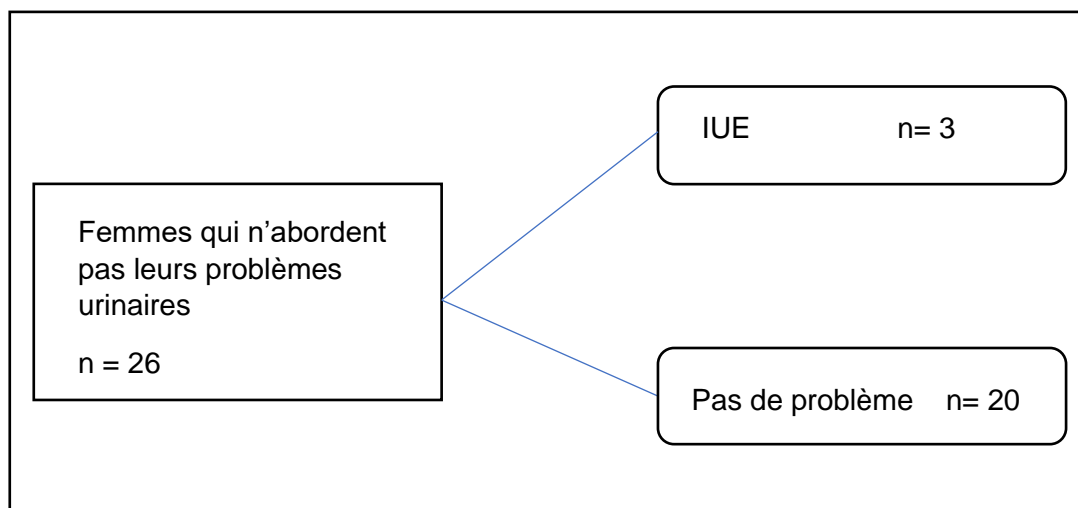 IUE n= 3
Femmes qui n’abordent
pas leurs problèmes
urinaires
n = 26
Pas de problème n= 20